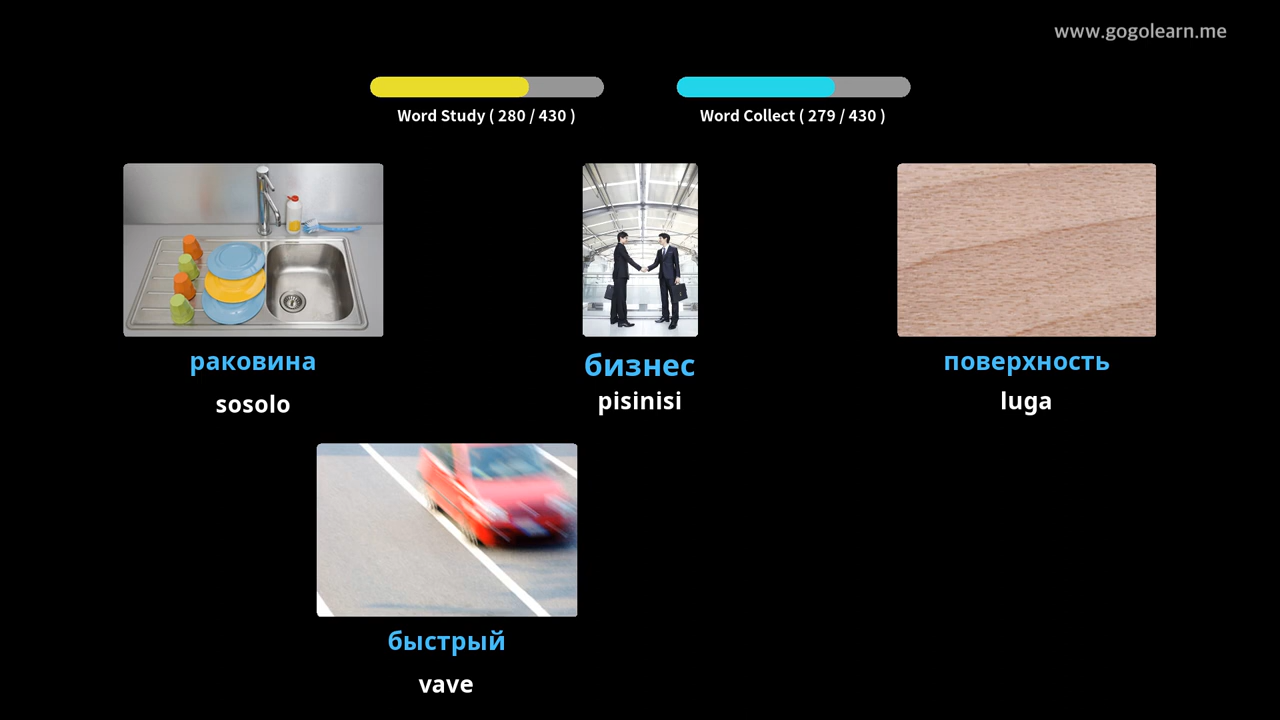 www.gogolearn.me
Word Study ( 280 / 430 )
Word Collect ( 279 / 430 )
раковина
sosolo
бизнес
pisinisi
поверхность
luga
быстрый
vave